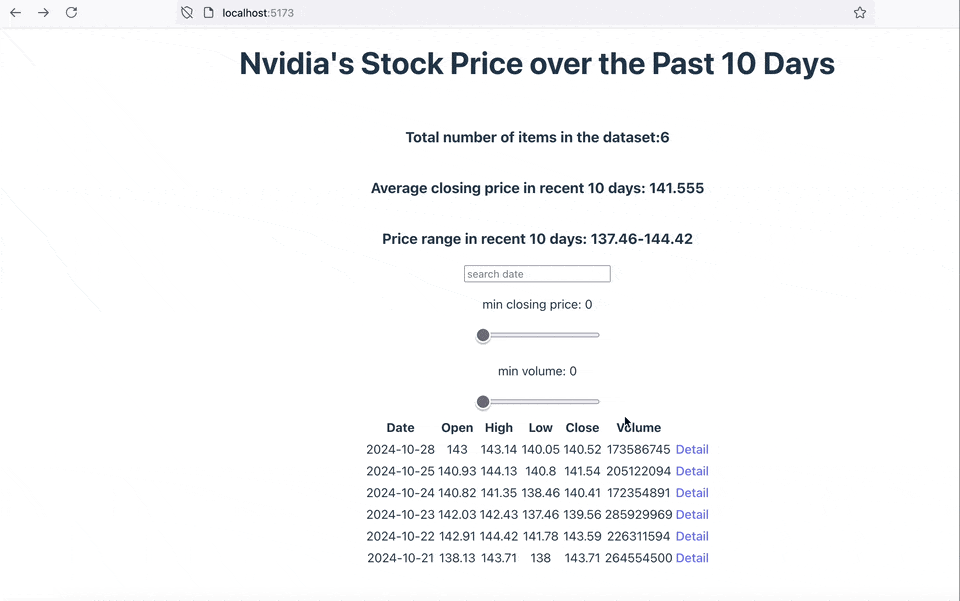 localhost:5173
Nvidia's Stock Price over the Past 10 Days
Total number of items in the dataset:6
Average closing price in recent 10 days: 141.555
Price range in recent 10 days: 137.46-144.42
search date
min closing price: 0
min volume: 0
Date Open High Low Close Volume
2024-10-28 143 143.14 140.05 140.52 173586745 Detail
2024-10-25 140.93 144.13 140.8 141.54 205122094 Detail
2024-10-24 140.82 141.35 138.46 140.41 172354891 Detail
2024-10-23 142.03 142.43 137.46 139.56 285929969 Detail
2024-10-22 142.91 144.42 141.78 143.59 226311594 Detail
2024-10-21 138.13 143.71 138 143.71 264554500 Detail